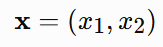 𝐱 = (x₁, x₂)